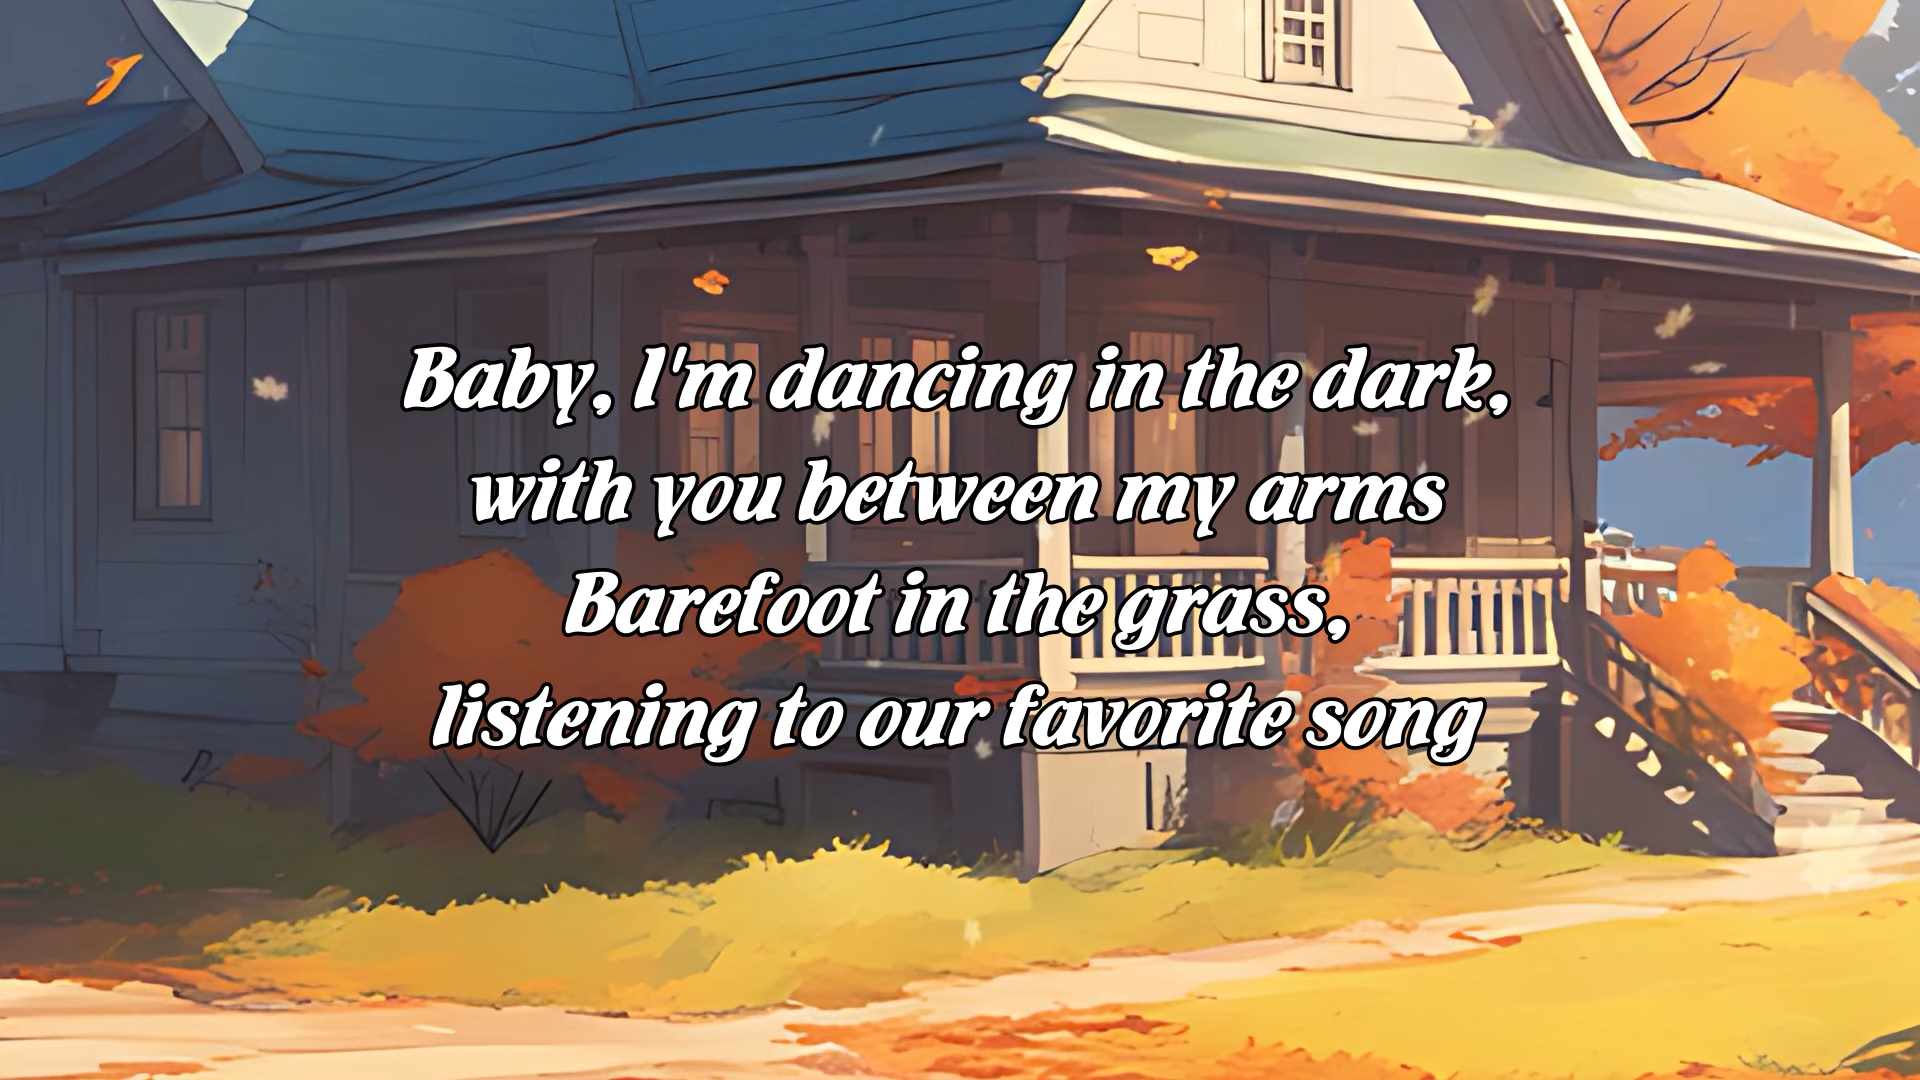 Baby, I'm dancing in the dark,
with you between my arms
Barefoot in the grass,
listening to our favorite song